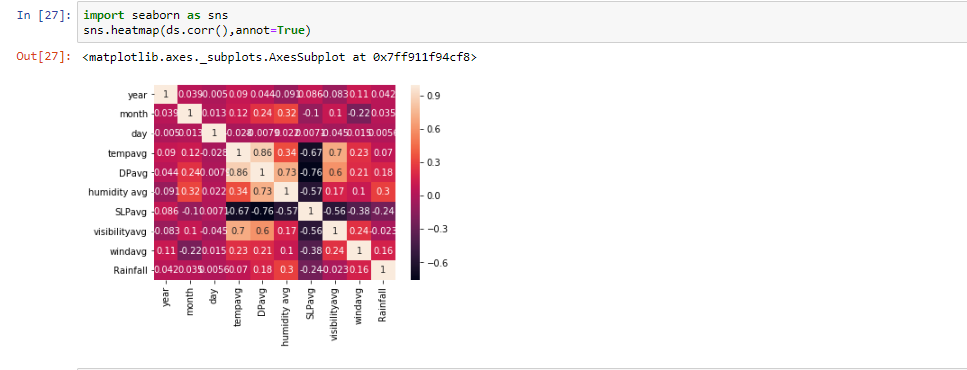 In [27]: import seaborn as sns
sns.heatmap(ds.corr(),annot=True)
Out[27]: <matplotlib.axes._subplots.AxesSubplot at 0x7ff911f94cf8>
year 1 0.039 0.005 0.09 0.044 0.091 0.086 0.083 0.11 0.042 0.9
month 0.039 1 0.013 0.12 0.24 0.32 -0.1 0.1 -0.22 0.035
day -0.005 0.013 1 -0.028 0.0079 0.022 0.0071 0.045 0.015 0.0056 0.6
tempavg 0.09 0.12 -0.028 1 0.86 0.34 -0.67 0.7 0.23 0.07
DPavg 0.044 0.24 0.007 0.86 1 0.73 -0.76 0.6 0.21 0.18 0.3
humidity avg -0.091 0.32 0.022 0.34 0.73 1 -0.57 0.17 0.1 0.3 0.0
SLPavg 0.086 -0.1 0.0071 -0.67 -0.76 -0.57 1 -0.56 -0.38 -0.24
visibilityavg -0.083 0.1 -0.045 0.7 0.6 0.17 -0.56 1 0.24 -0.023 −0.3
windavg 0.11 -0.22 0.015 0.23 0.21 0.1 -0.38 0.24 1 0.16
Rainfall 0.042 0.035 0.0056 0.07 0.18 0.3 -0.24 0.023 0.16 1 −0.6
year month day tempavg DPavg humidity avg SLPavg visibilityavg windavg Rainfall